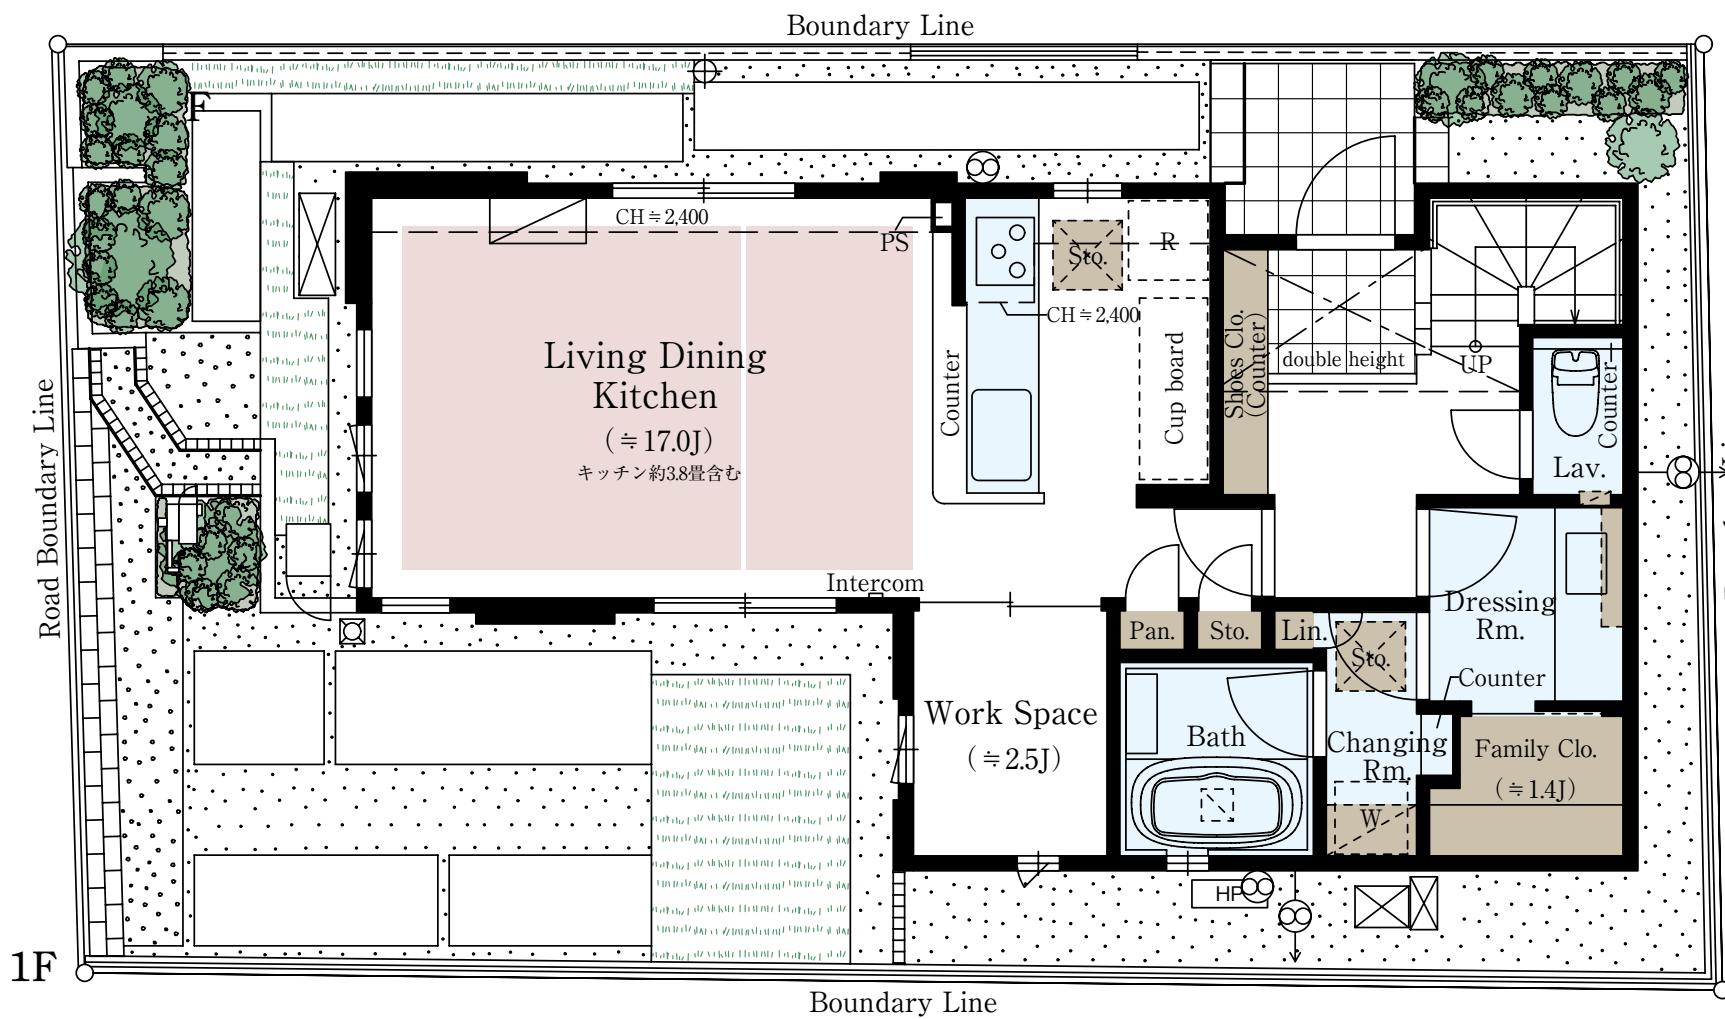 Boundary Line
F
CH≒2,400
PS
Sto.
R
CH≒2,400
Living Dining
Kitchen
(≒17.0J)
キッチン約3.8畳含む
Counter
Cup board
Shoes Clo.
(Counter)
double height
UP
Counter
Lav.
Road Boundary Line
Intercom
Pan.
Sto.
Lin.
Sto.
Dressing
Rm.
Counter
Work Space
(≒2.5J)
Bath
Changing
Rm.
W
Family Clo.
(≒1.4J)
HP
1F
Boundary Line